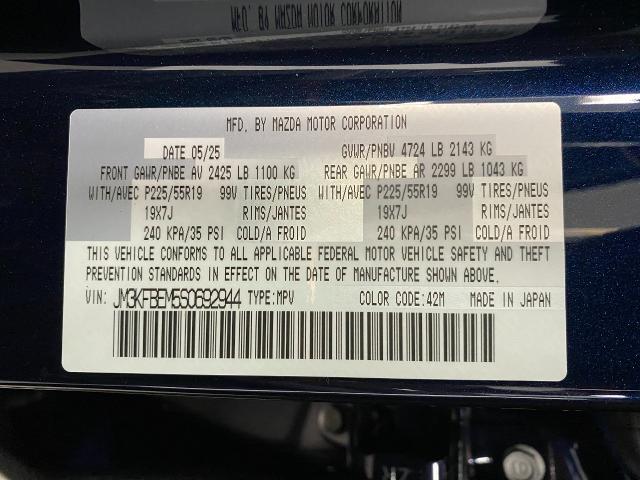 MFD. BY MAZDA MOTOR CORPORATION
MFD. BY MAZDA MOTOR CORPORATION
DATE 05/25 GVWR/PNBV 4724 LB 2143 KG
FRONT GAWR/PNBE AV 2425 LB 1100 KG REAR GAWR/PNBE AR 2299 LB 1043 KG
WITH/AVEC P225/55R19 99V TIRES/PNEUS WITH/AVEC P225/55R19 99V TIRES/PNEUS
19X7J RIMS/JANTES 19X7J RIMS/JANTES
240 KPA/35 PSI COLD/A FROID 240 KPA/35 PSI COLD/A FROID
THIS VEHICLE CONFORMS TO ALL APPLICABLE FEDERAL MOTOR VEHICLE SAFETY AND THEFT
PREVENTION STANDARDS IN EFFECT ON THE DATE OF MANUFACTURE SHOWN ABOVE.
VIN: JM3KFBEM5S0692944 TYPE:MPV COLOR CODE:42M MADE IN JAPAN